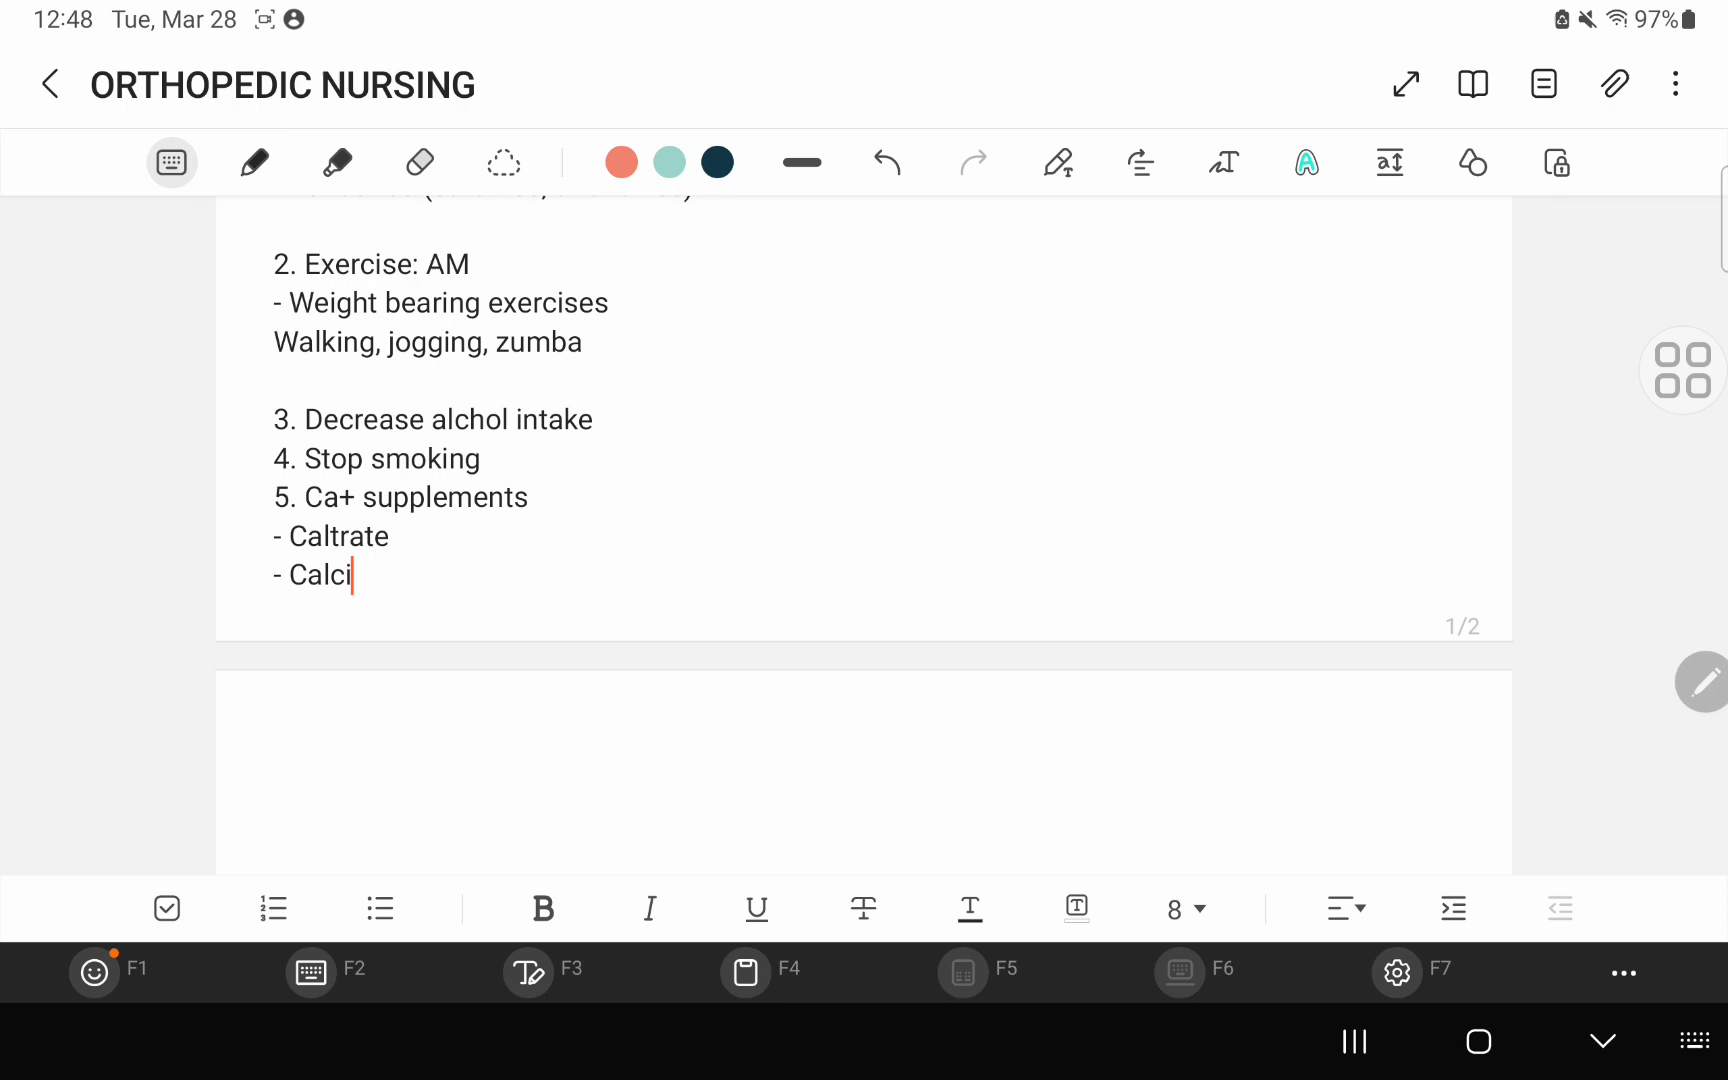 12:48 Tue, Mar 28 97%
ORTHOPEDIC NURSING
2. Exercise: AM
- Weight bearing exercises
Walking, jogging, zumba
3. Decrease alchol intake
4. Stop smoking
5. Ca+ supplements
- Caltrate
- Calci
1/2
8
F1 F2 F3 F4 F5 F6 F7